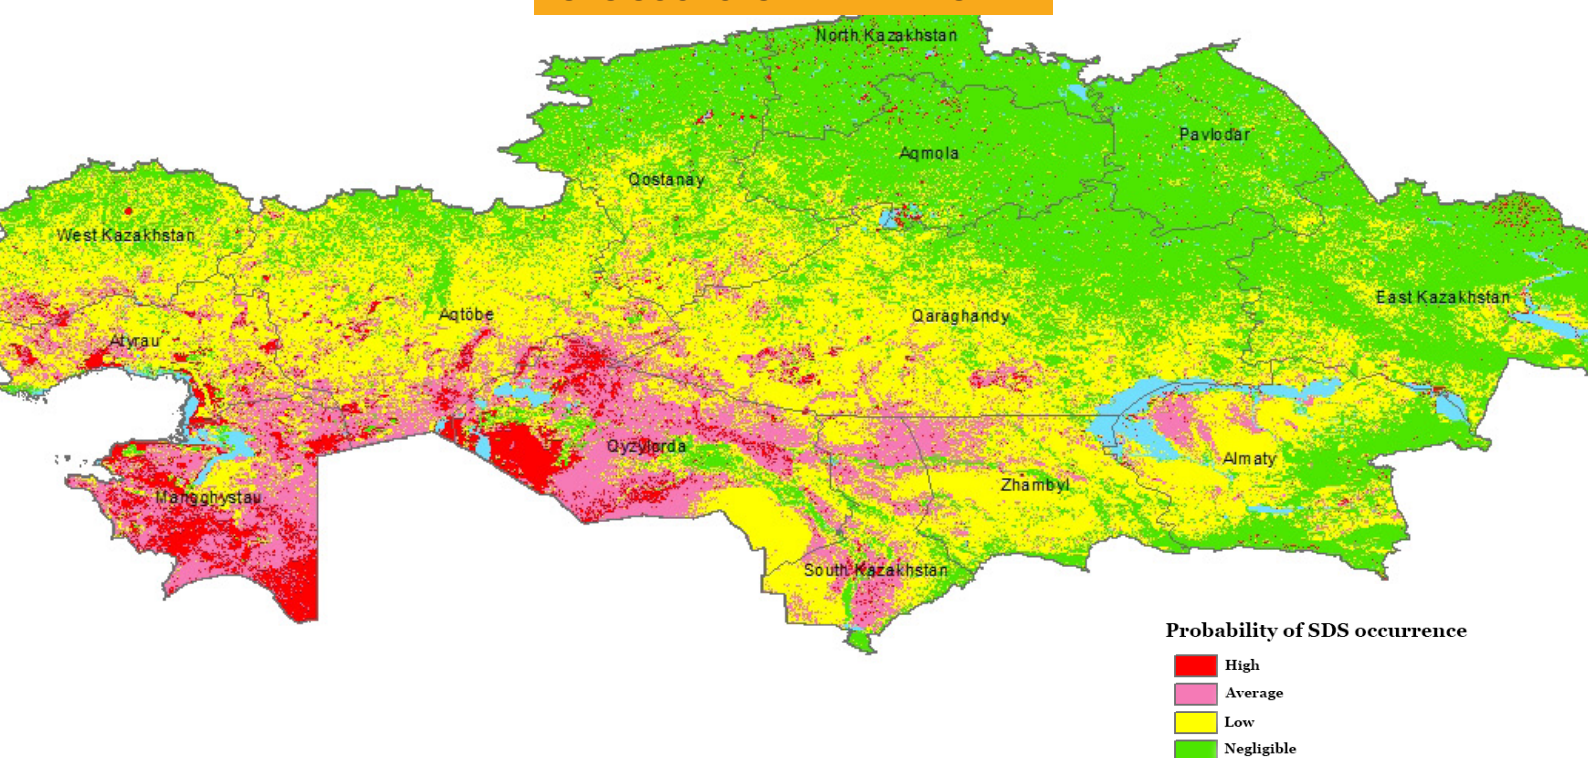 North Kazakhstan
Pavlodar
Aqmola
Qostanay
West Kazakhstan
East Kazakhstan
Aqtöbe
Qaraghandy
Atyrau
Qyzylorda
Almaty
Zhambyl
Mangghystau
South Kazakhstan
Probability of SDS occurrence
High
Average
Low
Negligible